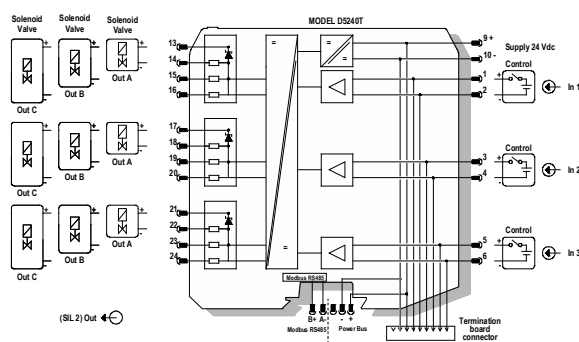 MODEL D5240T
Solenoid Valve
Solenoid Valve
Solenoid Valve
+
-
Out C
+
-
Out B
+
-
Out A
13
14
15
16
=
=
=
=
9 +
Supply 24 Vdc
10 -
Control
1
2
+
-
In 1
+
-
Out C
+
-
Out B
+
-
Out A
17
18
19
20
Control
3
4
+
-
In 2
+
-
Out C
+
-
Out B
+
-
Out A
21
22
23
24
=
Control
5
6
+
-
In 3
Modbus RS485
B+ A- - +
Modbus RS485 Power Bus
(SIL 2) Out
Termination
board
connector